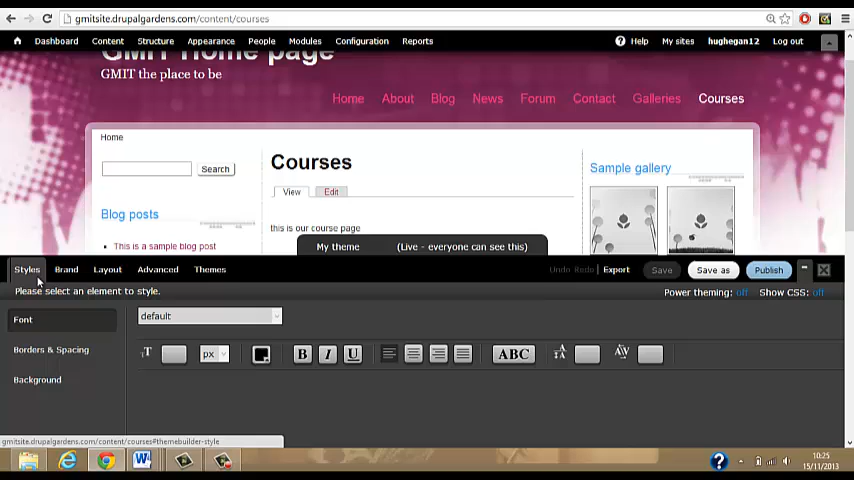 gmitsite.drupalgardens.com/content/courses
Dashboard Content Structure Appearance People Modules Configuration Reports Help My sites hughegan12 Log out
GMIT Home page
GMIT the place to be
Home About Blog News Forum Contact Galleries Courses
Home
Search
Courses
Sample gallery
View Edit
Blog posts
this is our course page
This is a sample blog post
My theme (Live - everyone can see this)
Styles Brand Layout Advanced Themes Undo Redo Export Save Save as Publish
Please select an element to style.
Power theming: off Show CSS: off
Font
default
px
B I U
ABC
Borders & Spacing
Background
gmitsite.drupalgardens.com/content/courses#themebuilder-style
10:25
15/11/2013